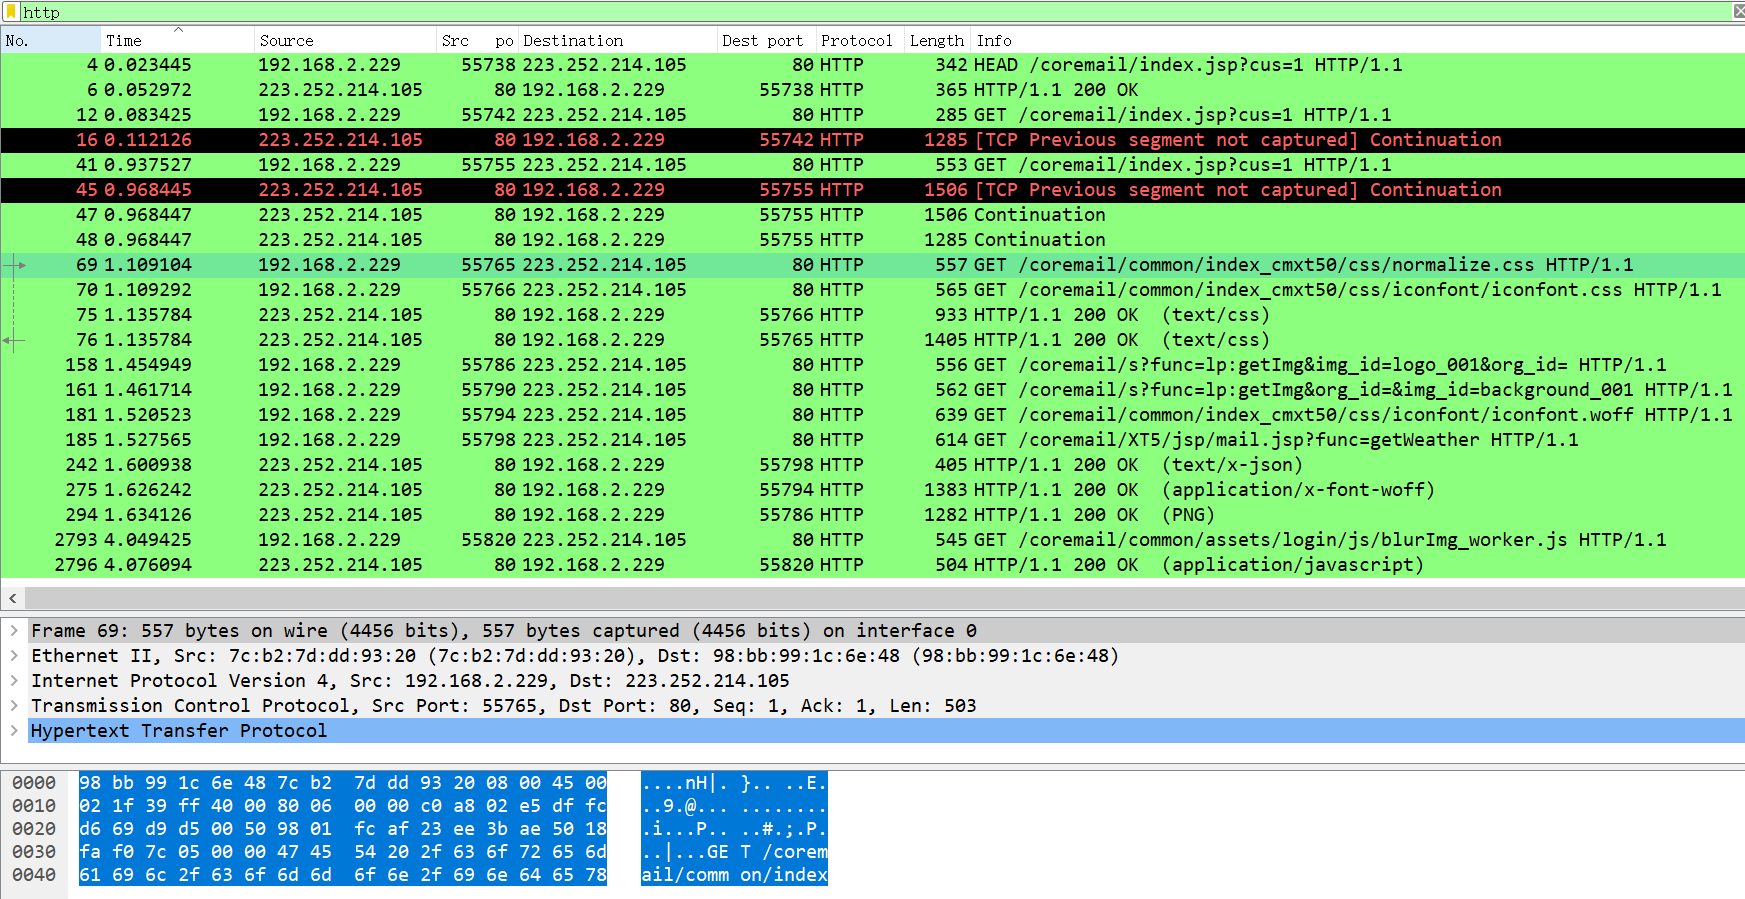 http
No. Time Source Src po Destination Dest port Protocol Length Info
4 0.023445 192.168.2.229 55738 223.252.214.105 80 HTTP 342 HEAD /coremail/index.jsp?cus=1 HTTP/1.1
6 0.052972 223.252.214.105 80 192.168.2.229 55738 HTTP 365 HTTP/1.1 200 OK
12 0.083425 192.168.2.229 55742 223.252.214.105 80 HTTP 285 GET /coremail/index.jsp?cus=1 HTTP/1.1
16 0.112126 223.252.214.105 80 192.168.2.229 55742 HTTP 1285 [TCP Previous segment not captured] Continuation
41 0.937527 192.168.2.229 55755 223.252.214.105 80 HTTP 553 GET /coremail/index.jsp?cus=1 HTTP/1.1
45 0.968445 223.252.214.105 80 192.168.2.229 55755 HTTP 1506 [TCP Previous segment not captured] Continuation
47 0.968447 223.252.214.105 80 192.168.2.229 55755 HTTP 1506 Continuation
48 0.968447 223.252.214.105 80 192.168.2.229 55755 HTTP 1285 Continuation
69 1.109104 192.168.2.229 55765 223.252.214.105 80 HTTP 557 GET /coremail/common/index_cmxt50/css/normalize.css HTTP/1.1
70 1.109292 192.168.2.229 55766 223.252.214.105 80 HTTP 565 GET /coremail/common/index_cmxt50/css/iconfont/iconfont.css HTTP/1.1
75 1.135784 223.252.214.105 80 192.168.2.229 55766 HTTP 933 HTTP/1.1 200 OK  (text/css)
76 1.135784 223.252.214.105 80 192.168.2.229 55765 HTTP 1405 HTTP/1.1 200 OK  (text/css)
158 1.454949 192.168.2.229 55786 223.252.214.105 80 HTTP 556 GET /coremail/s?func=lp:getImg&img_id=logo_001&org_id= HTTP/1.1
161 1.461714 192.168.2.229 55790 223.252.214.105 80 HTTP 562 GET /coremail/s?func=lp:getImg&org_id=&img_id=background_001 HTTP/1.1
181 1.520523 192.168.2.229 55794 223.252.214.105 80 HTTP 639 GET /coremail/common/index_cmxt50/css/iconfont/iconfont.woff HTTP/1.1
185 1.527565 192.168.2.229 55798 223.252.214.105 80 HTTP 614 GET /coremail/XT5/jsp/mail.jsp?func=getWeather HTTP/1.1
242 1.600938 223.252.214.105 80 192.168.2.229 55798 HTTP 405 HTTP/1.1 200 OK  (text/x-json)
275 1.626242 223.252.214.105 80 192.168.2.229 55794 HTTP 1383 HTTP/1.1 200 OK  (application/x-font-woff)
294 1.634126 223.252.214.105 80 192.168.2.229 55786 HTTP 1282 HTTP/1.1 200 OK  (PNG)
2793 4.049425 192.168.2.229 55820 223.252.214.105 80 HTTP 545 GET /coremail/common/assets/login/js/blurImg_worker.js HTTP/1.1
2796 4.076094 223.252.214.105 80 192.168.2.229 55820 HTTP 504 HTTP/1.1 200 OK  (application/javascript)
Frame 69: 557 bytes on wire (4456 bits), 557 bytes captured (4456 bits) on interface 0
Ethernet II, Src: 7c:b2:7d:dd:93:20 (7c:b2:7d:dd:93:20), Dst: 98:bb:99:1c:6e:48 (98:bb:99:1c:6e:48)
Internet Protocol Version 4, Src: 192.168.2.229, Dst: 223.252.214.105
Transmission Control Protocol, Src Port: 55765, Dst Port: 80, Seq: 1, Ack: 1, Len: 503
Hypertext Transfer Protocol
0000 98 bb 99 1c 6e 48 7c b2 7d dd 93 20 08 00 45 00 ....nH|. }.. ..E.
0010 02 1f 39 ff 40 00 80 06 00 00 c0 a8 02 e5 df fc ..9.@... ........
0020 d6 69 d9 d5 00 50 98 01 fc af 23 ee 3b ae 50 18 .i...P.. ..#.;.P.
0030 fa f0 7c 05 00 00 47 45 54 20 2f 63 6f 72 65 6d ..|...GE T /corem
0040 61 69 6c 2f 63 6f 6d 6d 6f 6e 2f 69 6e 64 65 78 ail/comm on/index